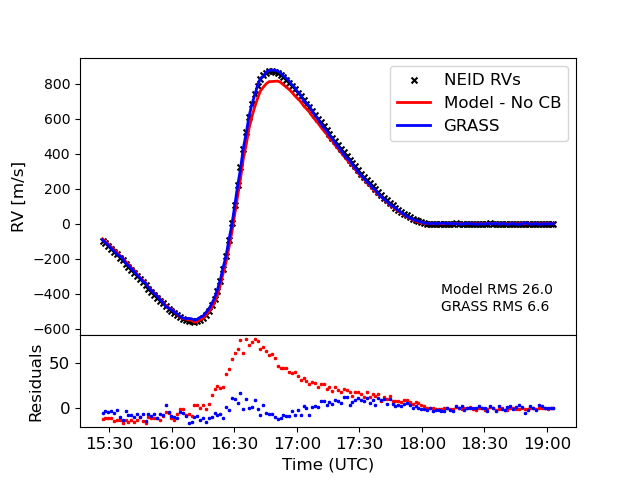 800
600
400
200
0
−200
−400
−600
RV [m/s]
NEID RVs
Model - No CB
GRASS
Model RMS 26.0
GRASS RMS 6.6
50
0
Residuals
15:30 16:00 16:30 17:00 17:30 18:00 18:30 19:00
Time (UTC)